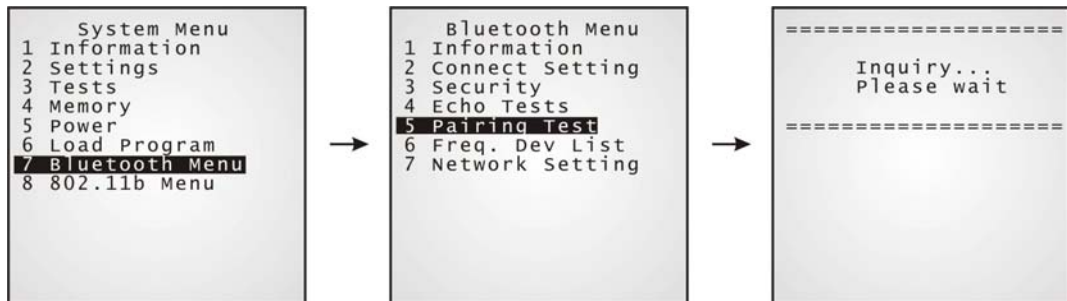 System Menu
1 Information
2 Settings
3 Tests
4 Memory
5 Power
6 Load Program
7 Bluetooth Menu
8 802.11b Menu
Bluetooth Menu
1 Information
2 Connect Setting
3 Security
4 Echo Tests
5 Pairing Test
6 Freq. Dev List
7 Network Setting
====================
Inquiry...
Please wait
====================